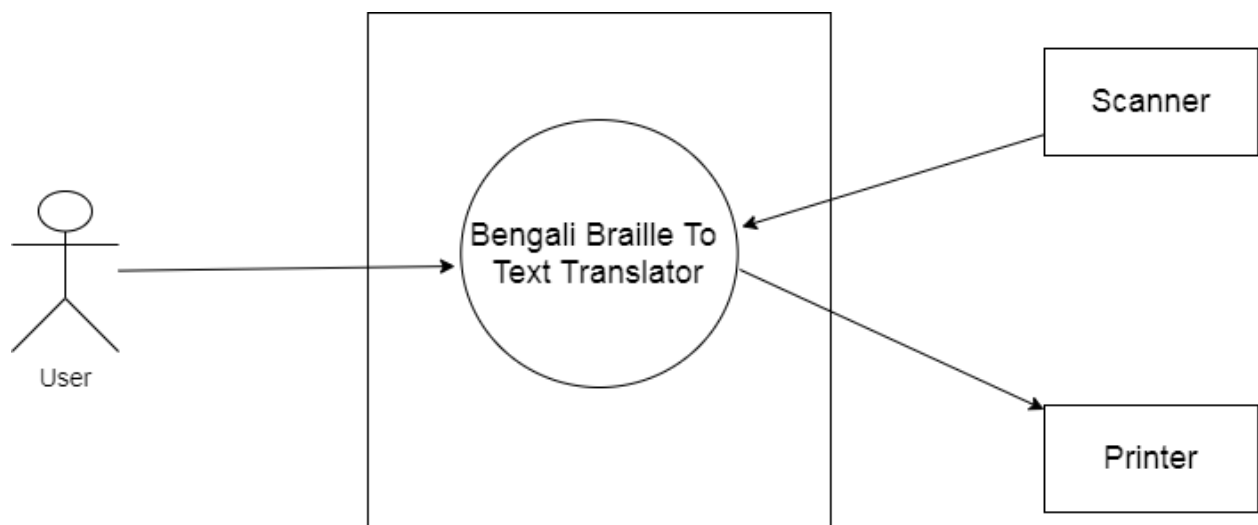 Scanner
Bengali Braille To
Text Translator
User
Printer